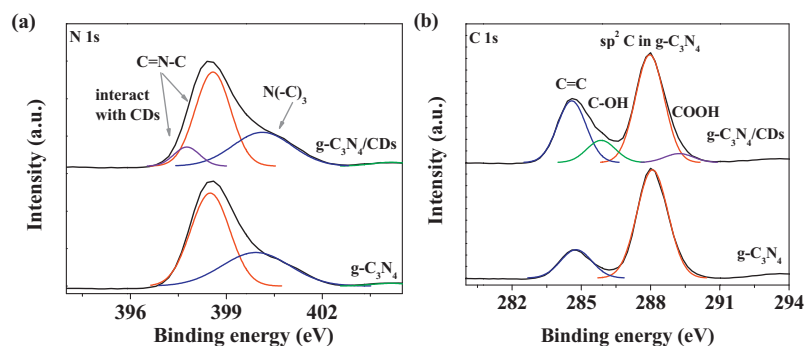 (a)
N 1s
C=N-C
interact
with CDs
N(-C)₃
g-C₃N₄/CDs
g-C₃N₄
Intensity (a.u.)
396 399 402
Binding energy (eV)
(b)
C 1s
sp² C in g-C₃N₄
C=C
C-OH
COOH
g-C₃N₄/CDs
g-C₃N₄
Intensity (a.u.)
282 285 288 291 294
Binding energy (eV)